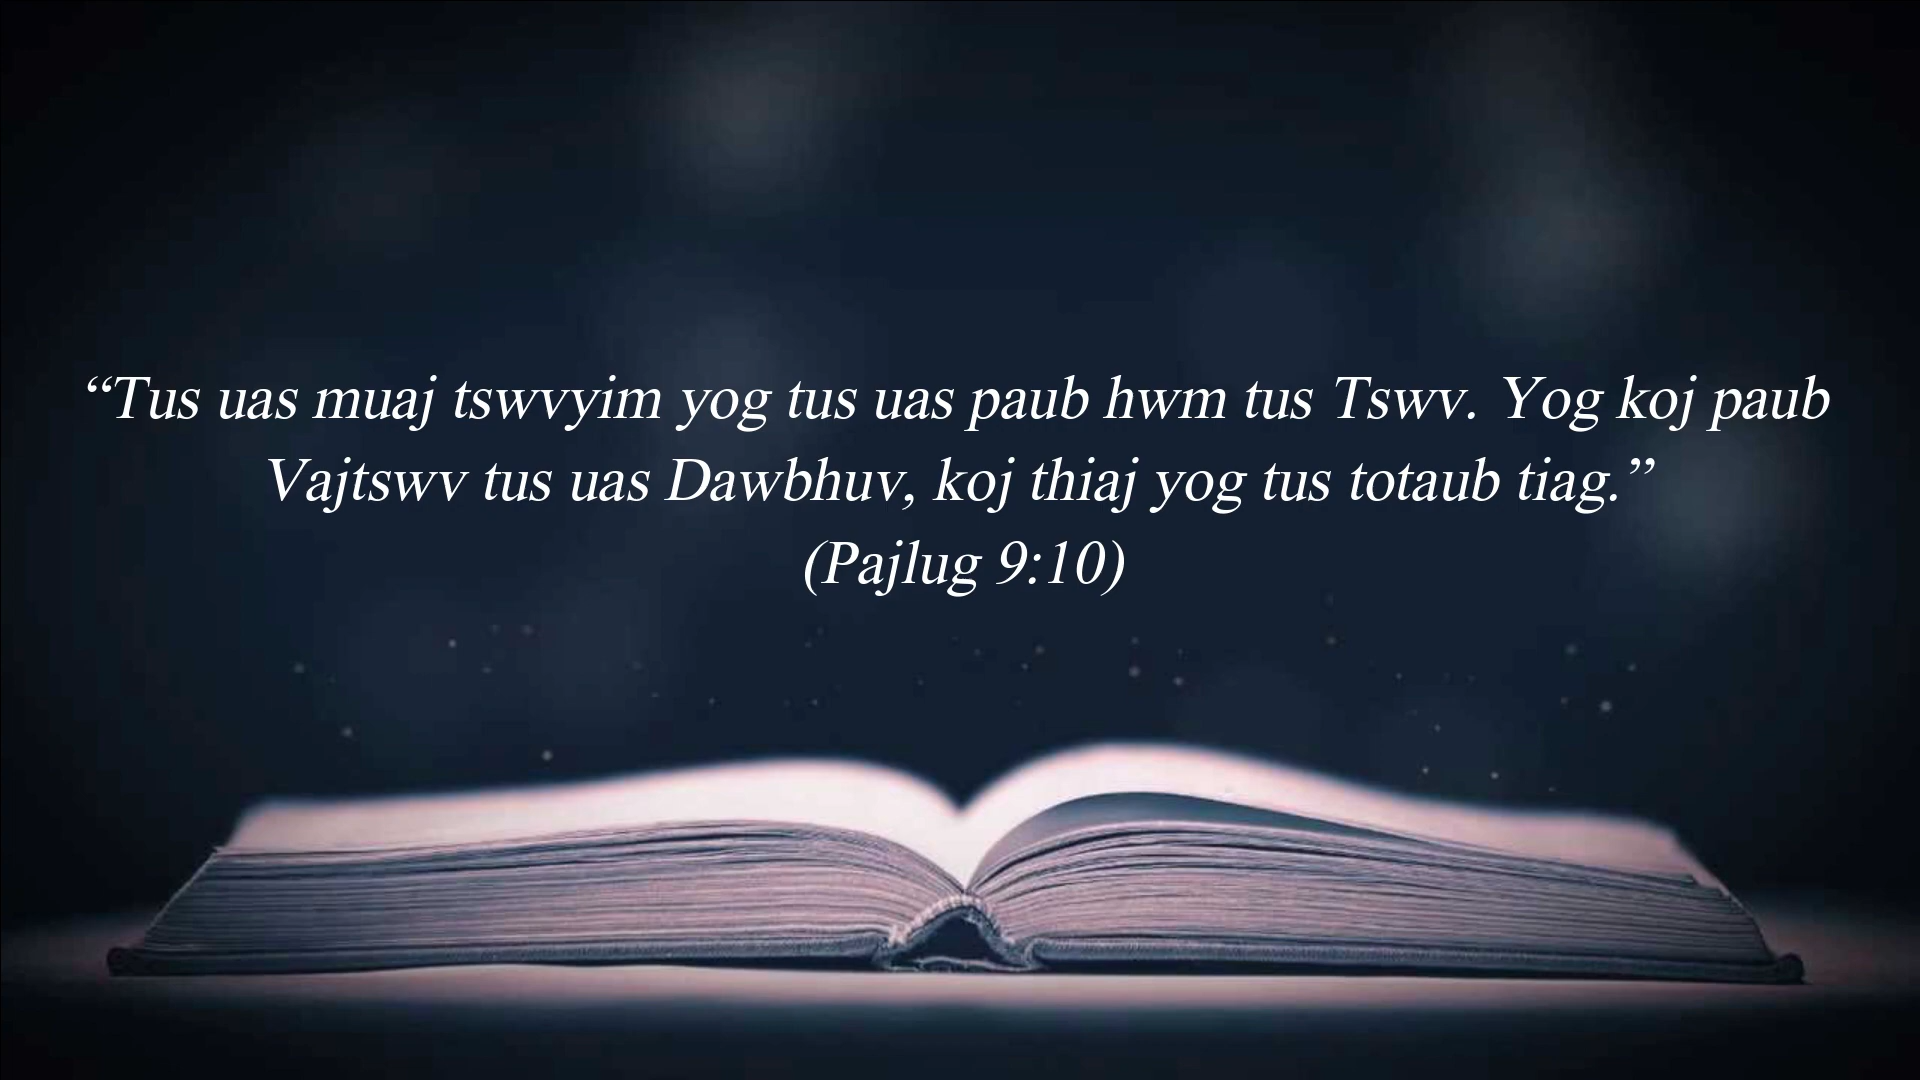 “Tus uas muaj tswvyim yog tus uas paub hwm tus Tswv. Yog koj paub
Vajtswv tus uas Dawbhuv, koj thiaj yog tus totaub tiag.”
(Pajlug 9:10)